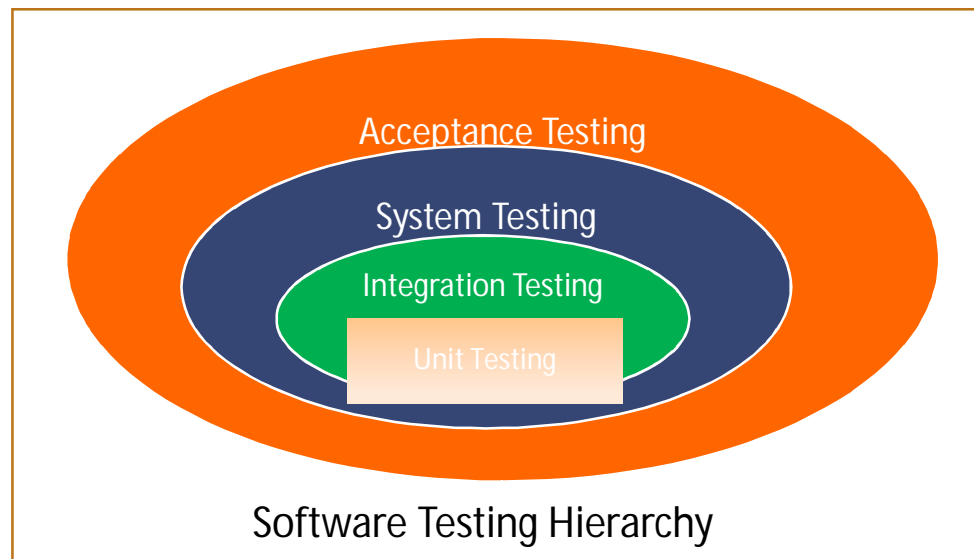 Acceptance Testing
System Testing
Integration Testing
Unit Testing
Software Testing Hierarchy